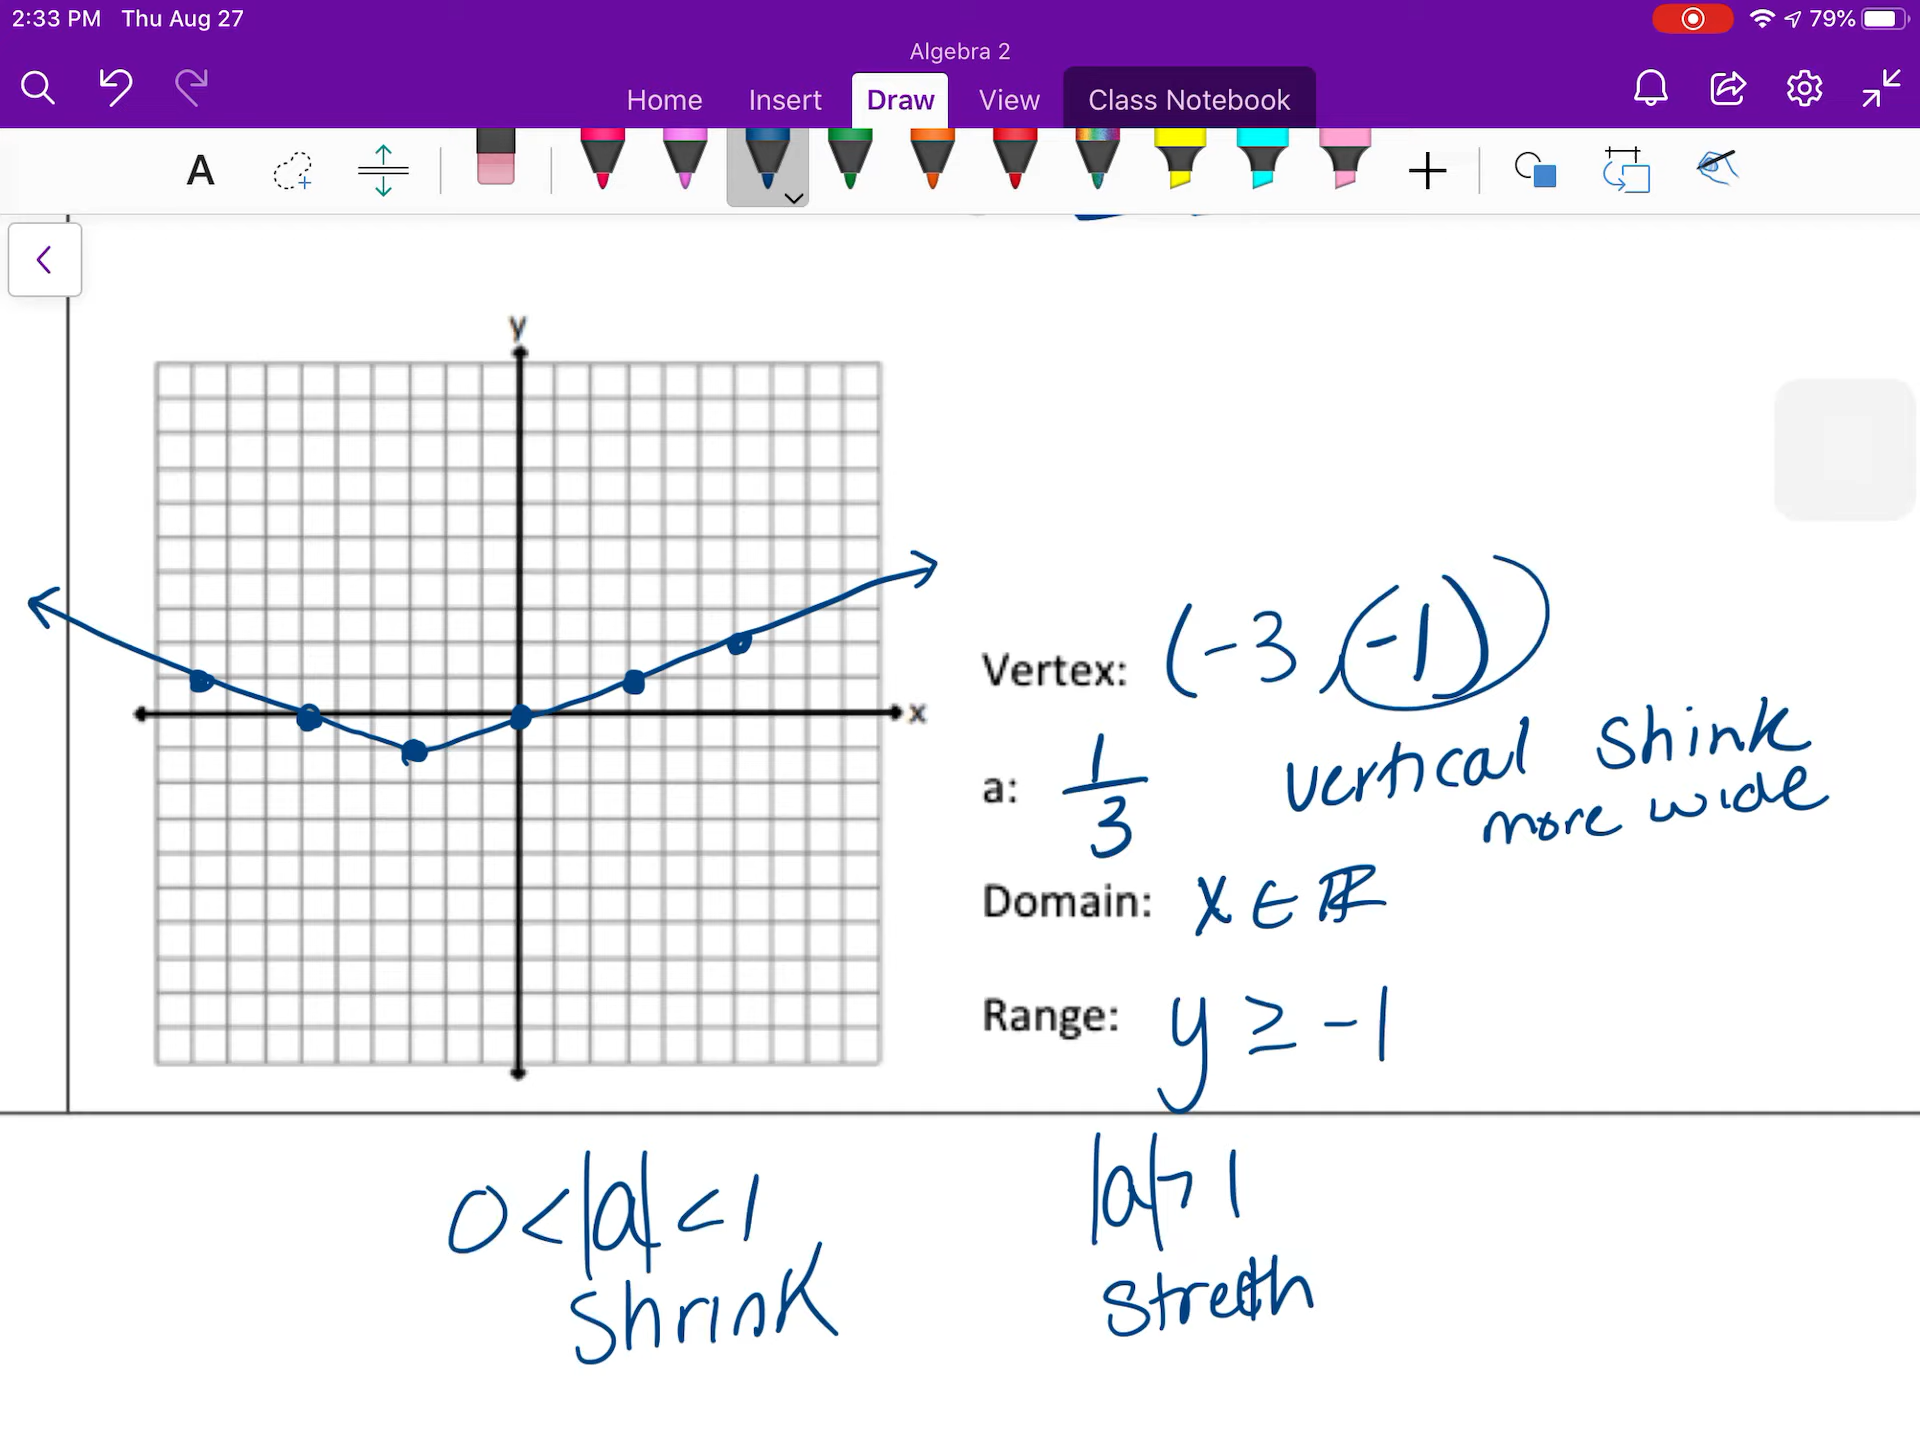 2:33 PM Thu Aug 27
79%
Algebra 2
Home Insert Draw View Class Notebook
A
y
x
Vertex: (-3, (-1))
a: 1/3 vertical shink
more wide
Domain: x ∈ ℝ
Range: y ≥ -1
0 < |a| < 1
shrink
|a| > 1
stretch